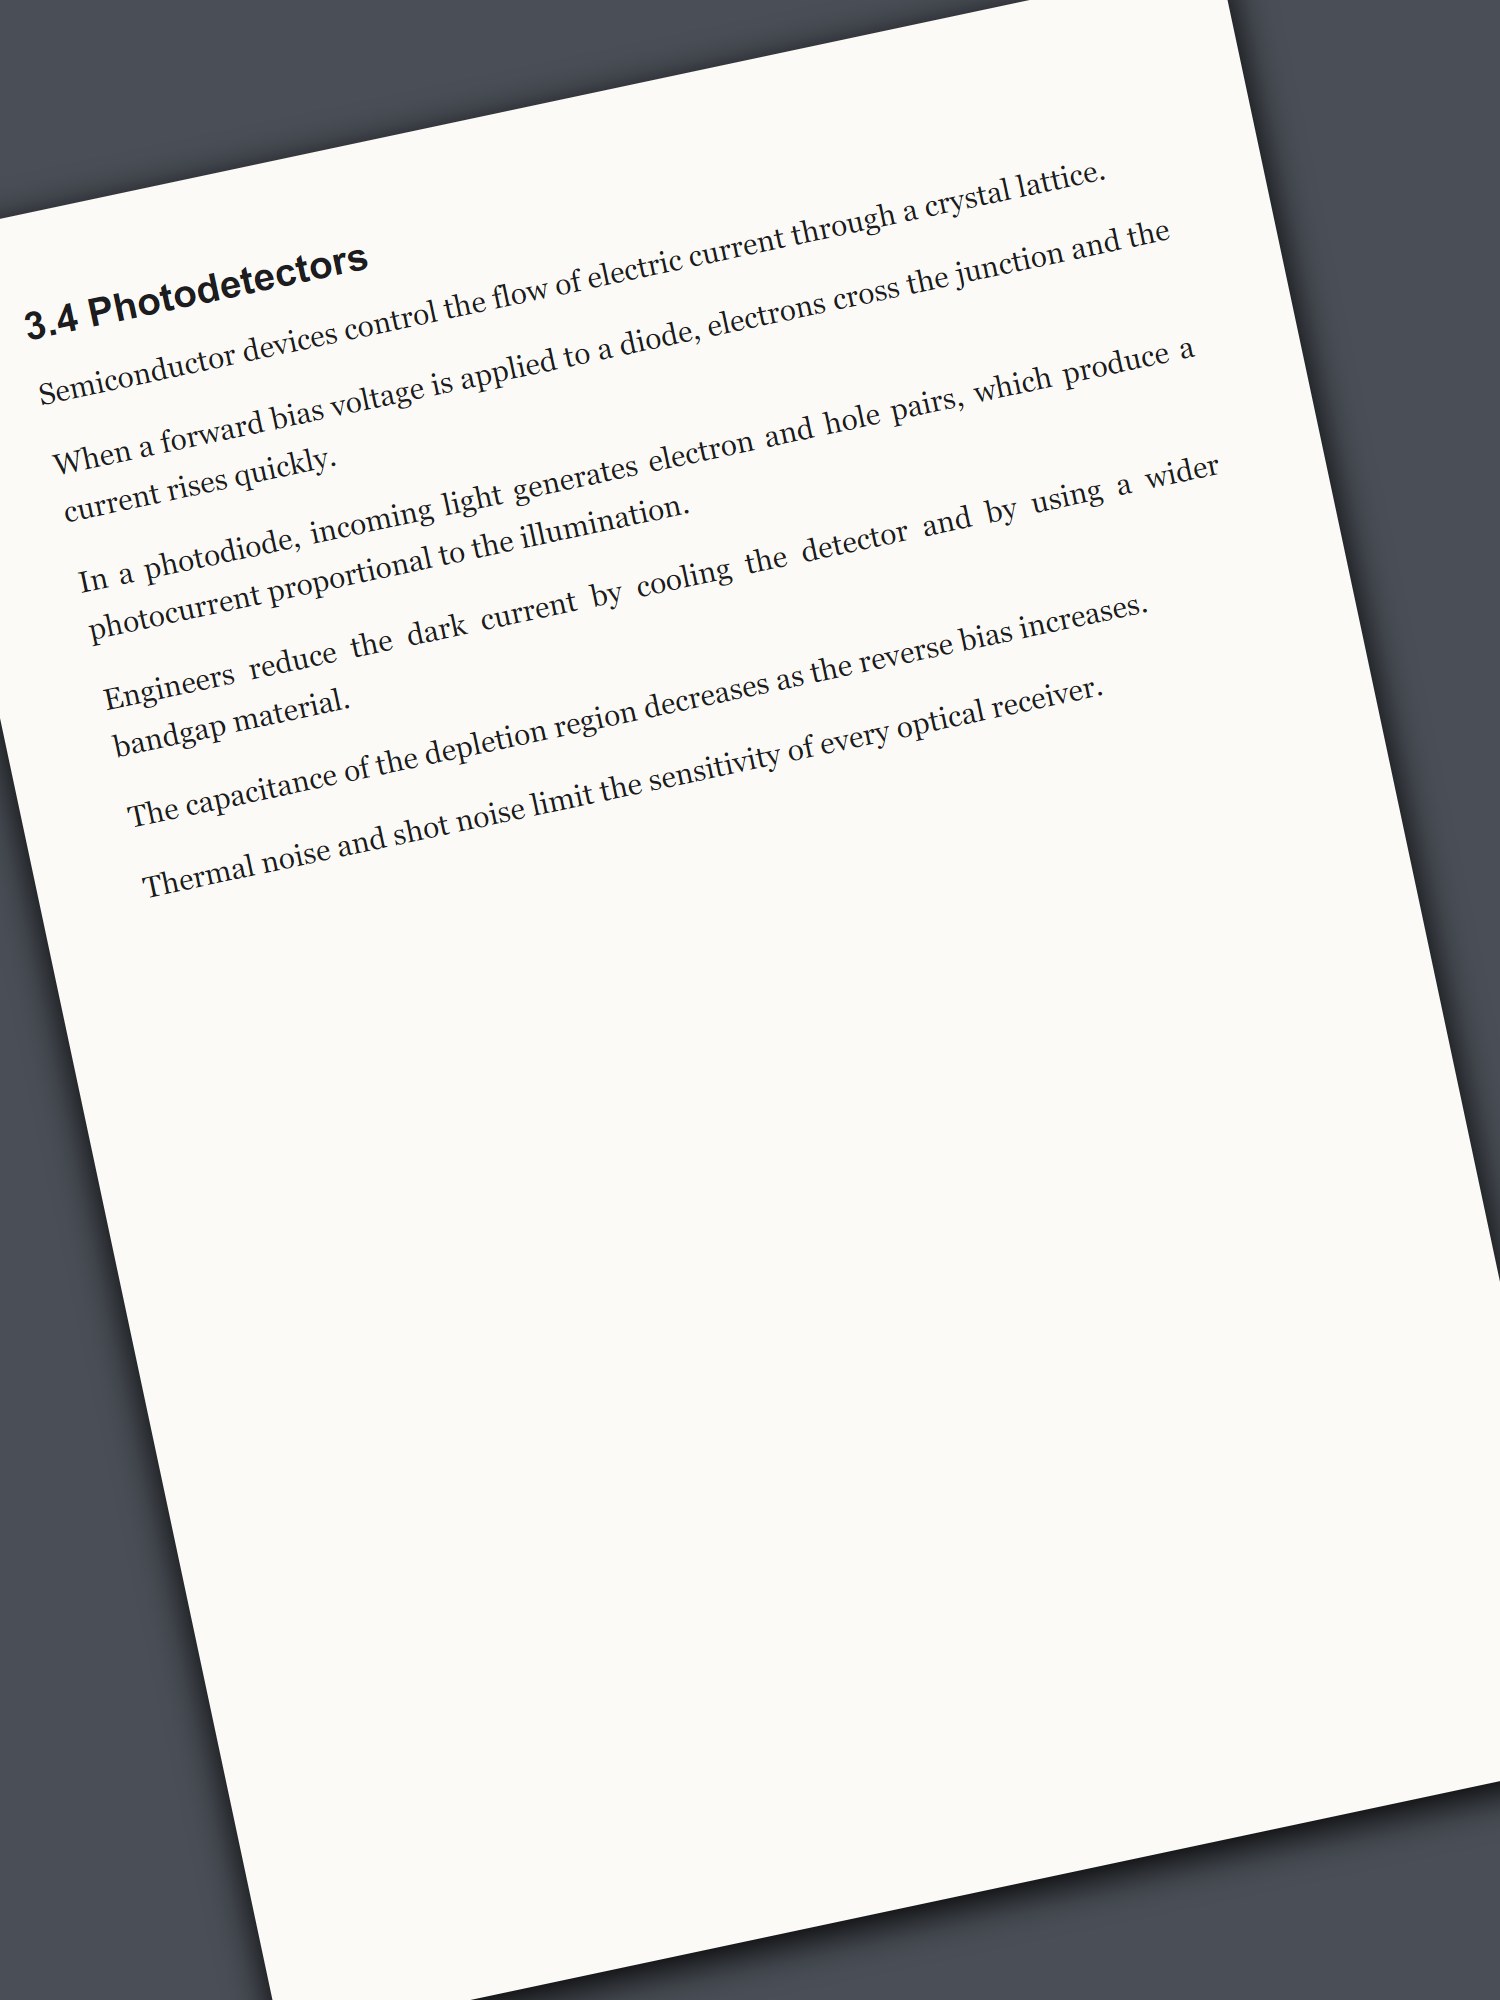 3.4 Photodetectors
Semiconductor devices control the flow of electric current through a crystal lattice.
When a forward bias voltage is applied to a diode, electrons cross the junction and the
current rises quickly.
In a photodiode, incoming light generates electron and hole pairs, which produce a
photocurrent proportional to the illumination.
Engineers reduce the dark current by cooling the detector and by using a wider
bandgap material.
The capacitance of the depletion region decreases as the reverse bias increases.
Thermal noise and shot noise limit the sensitivity of every optical receiver.